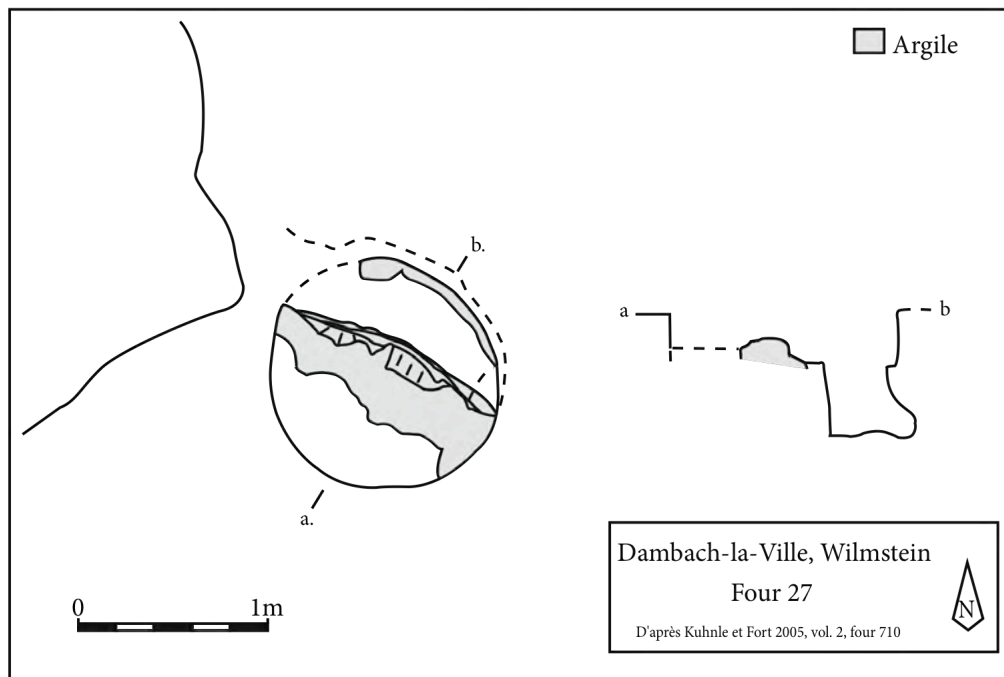 Argile
b.
a.
a
b
0 1m
Dambach-la-Ville, Wilmstein
Four 27
D'après Kuhnle et Fort 2005, vol. 2, four 710
N